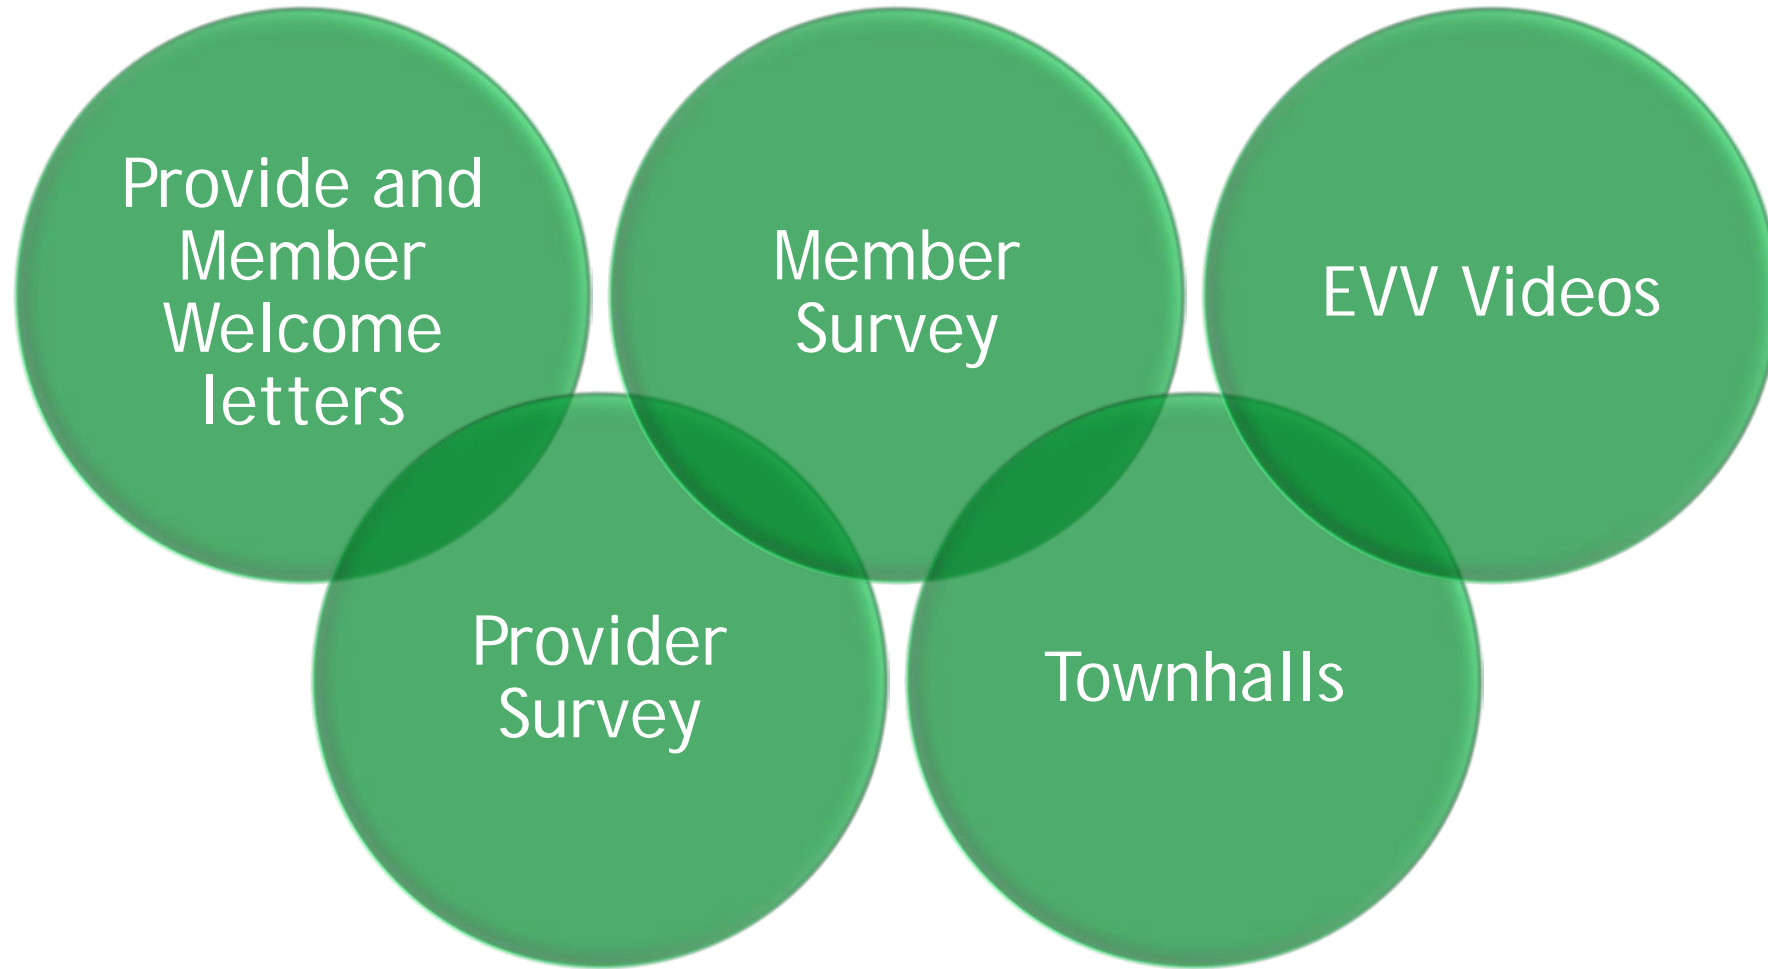 Provide and
Member
Welcome
letters
Member
Survey
EVV Videos
Provider
Survey
Townhalls